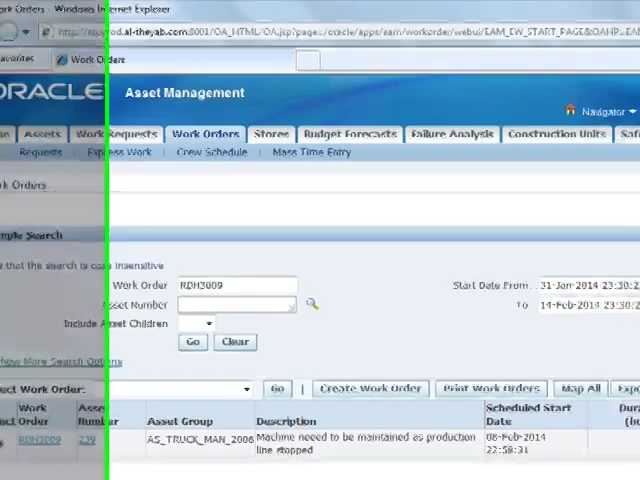 Orders - Windows Internet Explorer
al-theyab.com
Favorites
Work Orders
ORACLE Asset Management
Navigator
Assets Work Requests Work Orders Stores Budget Forecasts Failure Analysis Construction Units
Requests Express Work Crew Schedule Mass Time Entry
Orders
Search
that the search is case insensitive
Work Order RDH3009 Start Date From 31-Jan-2014 23:30:2
Asset Number To 14-Feb-2014 23:30:2
Include Asset Children
Go Clear
Show More Search Options
Work Order: Go | Create Work Order Print Work Orders Map All
Work Order Asset Number Asset Group Description Scheduled Start Date
RDH3009 239 AS_TRUCK_MAN_2006 Machine need to be maintained as production line stopped 08-Feb-2014 22:58:31